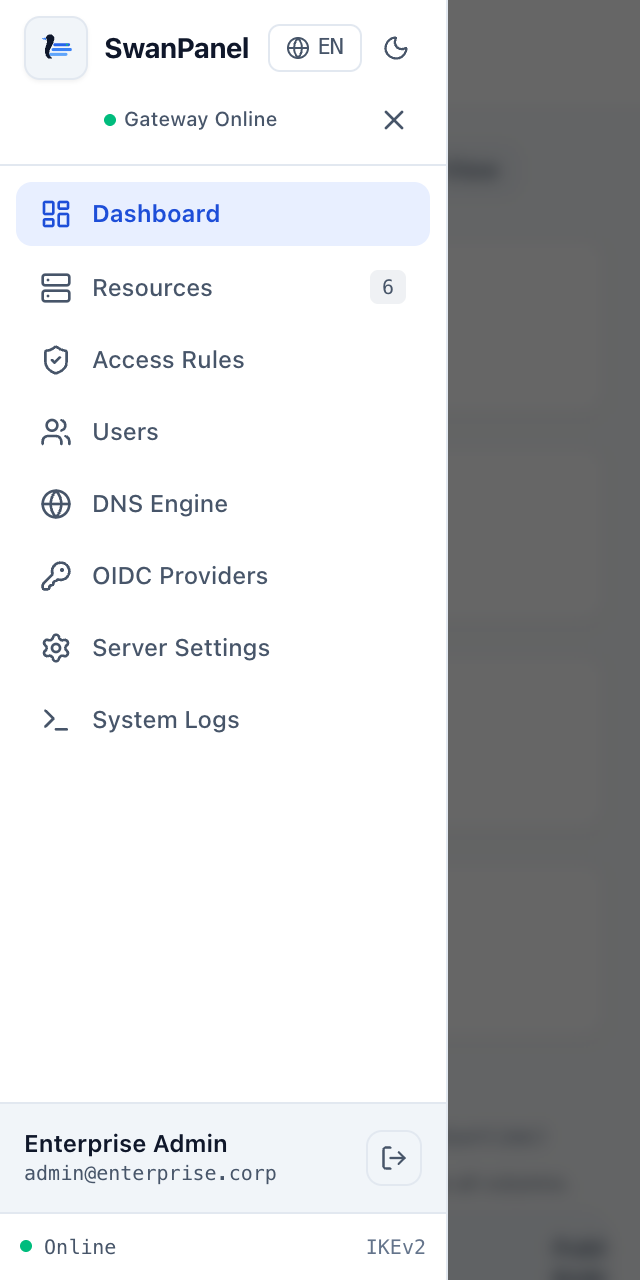 SwanPanel
EN
Gateway Online
Dashboard
Resources 6
Access Rules
Users
DNS Engine
OIDC Providers
Server Settings
System Logs
Enterprise Admin
admin@enterprise.corp
Online IKEv2